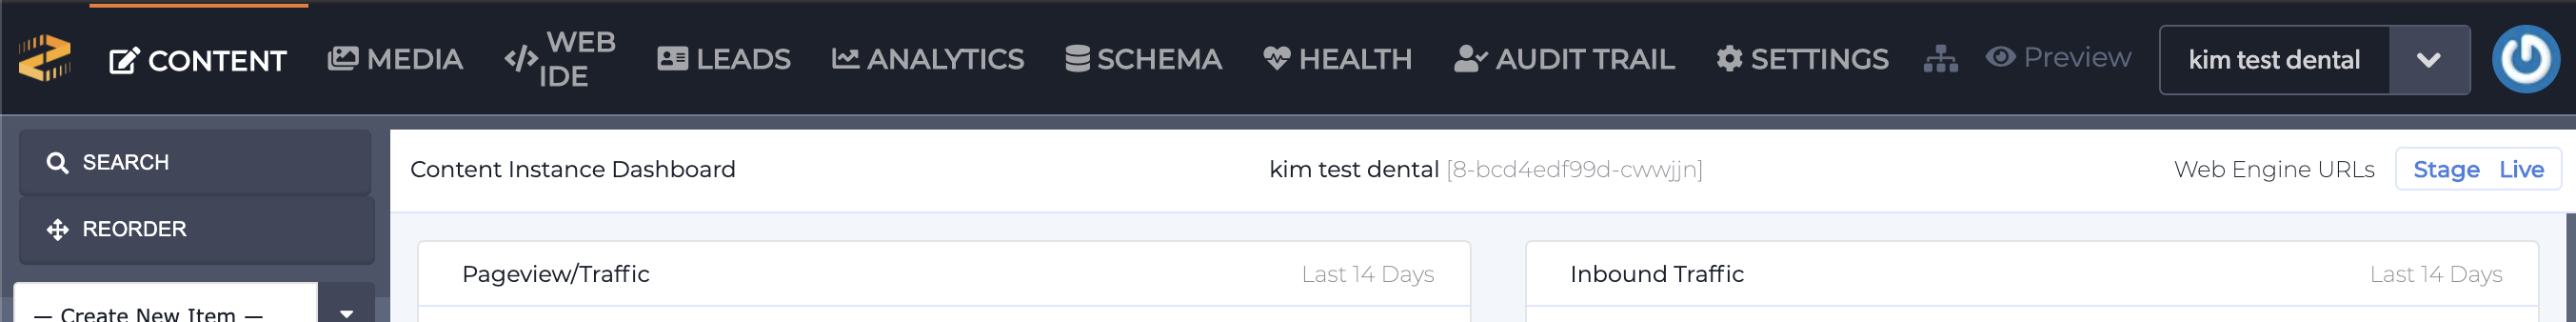 CONTENT MEDIA WEB IDE LEADS ANALYTICS SCHEMA HEALTH AUDIT TRAIL SETTINGS Preview kim test dental
SEARCH
Content Instance Dashboard kim test dental [8-bcd4edf99d-cwwjjn] Web Engine URLs Stage Live
REORDER
Pageview/Traffic Last 14 Days Inbound Traffic Last 14 Days
— Create New Item —